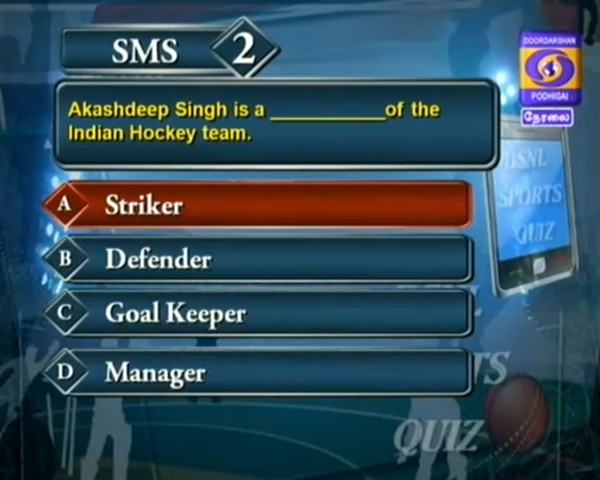 SMS 2
DOORDARSHAN
PODHIGAI
நேரலை
Akashdeep Singh is a ___________of the
Indian Hockey team.
BSNL
SPORTS
QUIZ
A Striker
B Defender
C Goal Keeper
D Manager
TS
QUIZ